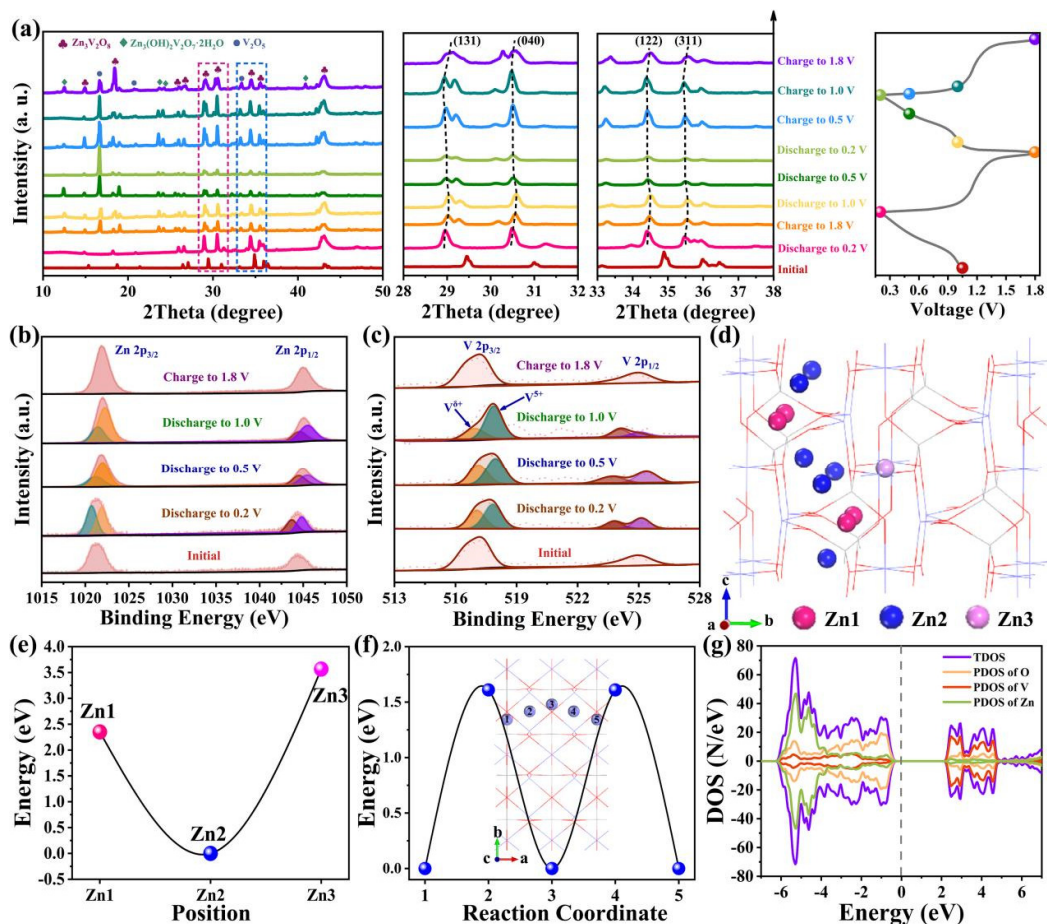 (a)
Zn3V2O8 Zn3(OH)2V2O7·2H2O V2O5
Intentsity (a. u.)
10 20 30 40 50
2Theta (degree)
(131) (040)
28 29 30 31 32
2Theta (degree)
(122) (311)
34 35 36 37 38
2Theta (degree)
Charge to 1.8 V
Charge to 1.0 V
Charge to 0.5 V
Discharge to 0.2 V
Discharge to 0.5 V
Discharge to 1.0 V
Charge to 1.8 V
Discharge to 0.2 V
Initial
0.3 0.6 0.9 1.2 1.5 1.8
Voltage (V)
(b)
Zn 2p3/2 Zn 2p1/2
Charge to 1.8 V
Discharge to 1.0 V
Discharge to 0.5 V
Discharge to 0.2 V
Initial
Intensity (a.u.)
1015 1020 1025 1030 1035 1040 1045 1050
Binding Energy (eV)
(c)
V 2p3/2 V 2p1/2
Charge to 1.8 V
Discharge to 1.0 V
Vδ+ V5+
Discharge to 0.5 V
Discharge to 0.2 V
Initial
Intensity (a.u.)
513 516 519 522 525 528
Binding Energy (eV)
(d)
c
a b
Zn1 Zn2 Zn3
(e)
4.0
3.5
3.0
2.5
2.0
1.5
1.0
0.5
0.0
-0.5
Energy (eV)
Zn1
Zn2
Zn3
Zn1 Zn2 Zn3
Position
(f)
2.0
1.5
1.0
0.5
0.0
Energy (eV)
1 2 3 4 5
b
c a
1 2 3 4 5
Reaction Coordinate
(g)
TDOS
PDOS of O
PDOS of V
PDOS of Zn
80
60
40
20
0
-20
-40
-60
-80
DOS (N/eV)
-6 -4 -2 0 2 4 6
Energy (eV)